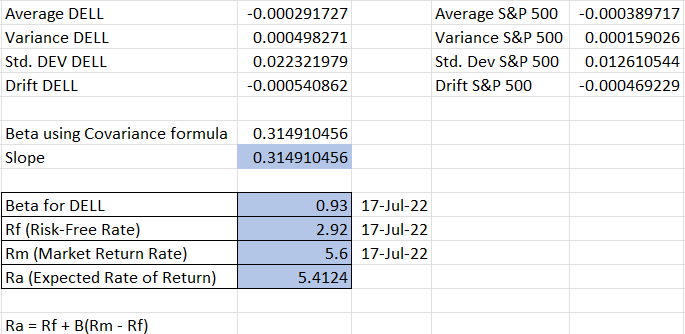 Average DELL -0.000291727 Average S&P 500 -0.000389717
Variance DELL 0.000498271 Variance S&P 500 0.000159026
Std. DEV DELL 0.022321979 Std. Dev S&P 500 0.012610544
Drift DELL -0.000540862 Drift S&P 500 -0.000469229
Beta using Covariance formula 0.314910456
Slope 0.314910456
Beta for DELL 0.93 17-Jul-22
Rf (Risk-Free Rate) 2.92 17-Jul-22
Rm (Market Return Rate) 5.6 17-Jul-22
Ra (Expected Rate of Return) 5.4124
Ra = Rf + B(Rm - Rf)